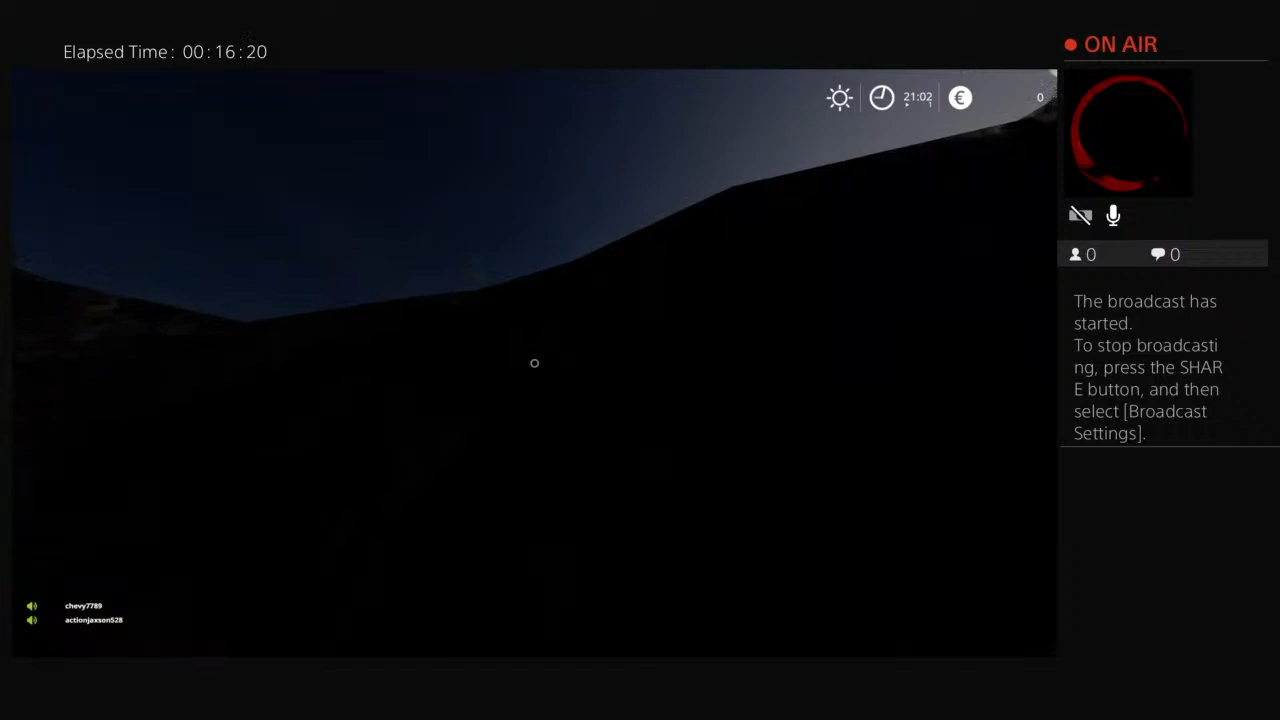 Elapsed Time: 00:16:20
ON AIR
21:02
1
€
0
0
0
The broadcast has
started.
To stop broadcasti
ng, press the SHAR
E button, and then
select [Broadcast
Settings].
chevy7789
actionjaxson528